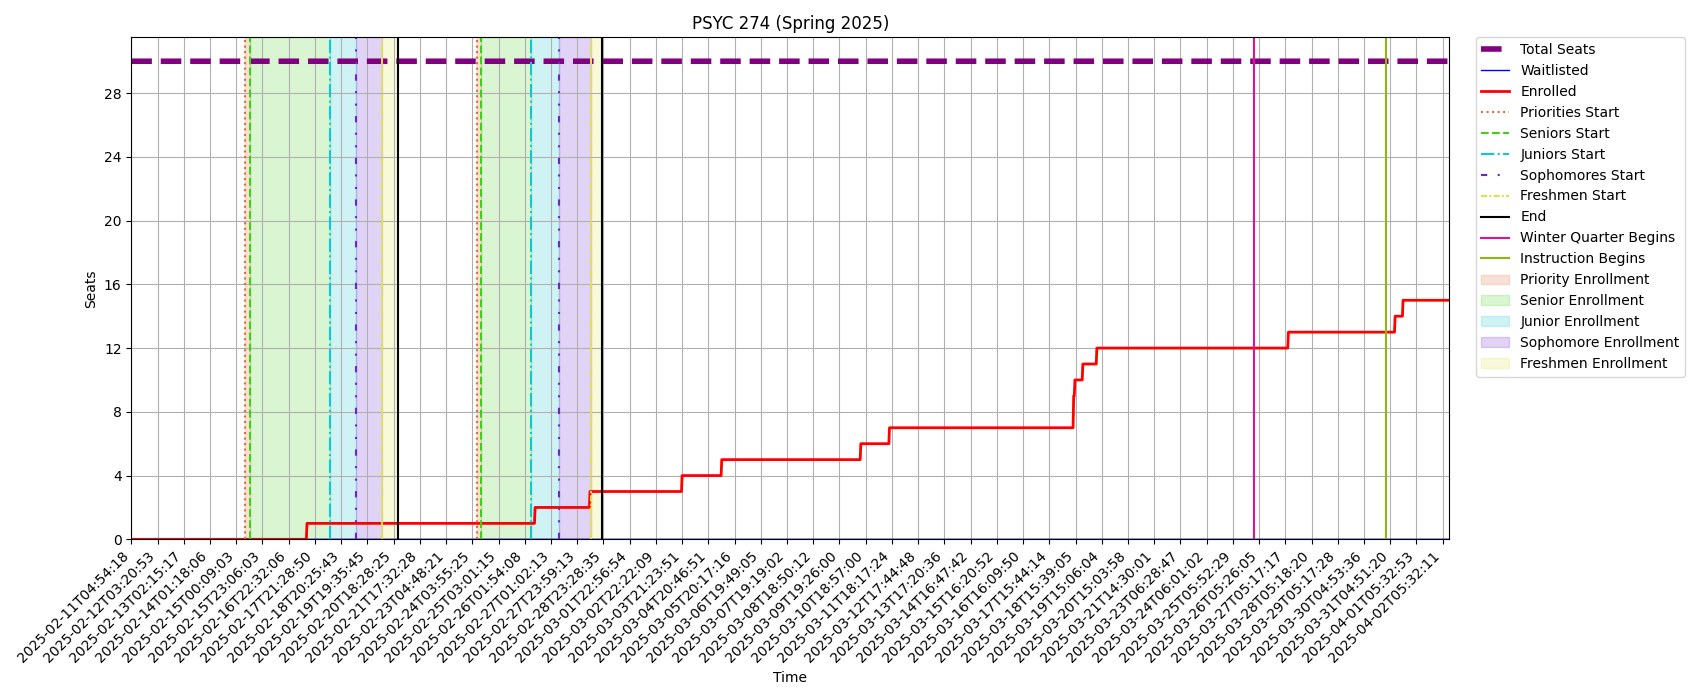 PSYC 274 (Spring 2025)
Seats
28
24
20
16
12
8
4
0
2025-02-11T04:54:18
2025-02-12T03:20:53
2025-02-13T02:15:17
2025-02-14T01:18:06
2025-02-15T00:09:03
2025-02-15T23:06:03
2025-02-16T22:32:06
2025-02-17T21:28:50
2025-02-18T20:25:43
2025-02-19T19:35:45
2025-02-20T18:28:25
2025-02-21T17:32:28
2025-02-23T04:48:21
2025-02-24T03:55:25
2025-02-25T03:01:15
2025-02-26T01:54:08
2025-02-27T01:02:13
2025-02-27T23:59:13
2025-02-28T23:28:35
2025-03-01T22:56:54
2025-03-02T22:22:09
2025-03-03T21:23:51
2025-03-04T20:46:51
2025-03-05T20:17:16
2025-03-06T19:49:05
2025-03-07T19:19:02
2025-03-08T18:50:12
2025-03-09T19:26:00
2025-03-10T18:57:00
2025-03-11T18:17:24
2025-03-12T17:44:48
2025-03-13T17:20:36
2025-03-14T16:47:42
2025-03-15T16:20:52
2025-03-16T16:09:50
2025-03-17T15:44:14
2025-03-18T15:39:05
2025-03-19T15:06:04
2025-03-20T15:03:58
2025-03-21T14:30:01
2025-03-23T06:28:47
2025-03-24T06:01:02
2025-03-25T05:52:29
2025-03-26T05:26:05
2025-03-27T05:17:17
2025-03-28T05:18:20
2025-03-29T05:17:28
2025-03-30T04:53:36
2025-03-31T04:51:20
2025-04-01T05:32:53
2025-04-02T05:32:11
Time
Total Seats
Waitlisted
Enrolled
Priorities Start
Seniors Start
Juniors Start
Sophomores Start
Freshmen Start
End
Winter Quarter Begins
Instruction Begins
Priority Enrollment
Senior Enrollment
Junior Enrollment
Sophomore Enrollment
Freshmen Enrollment